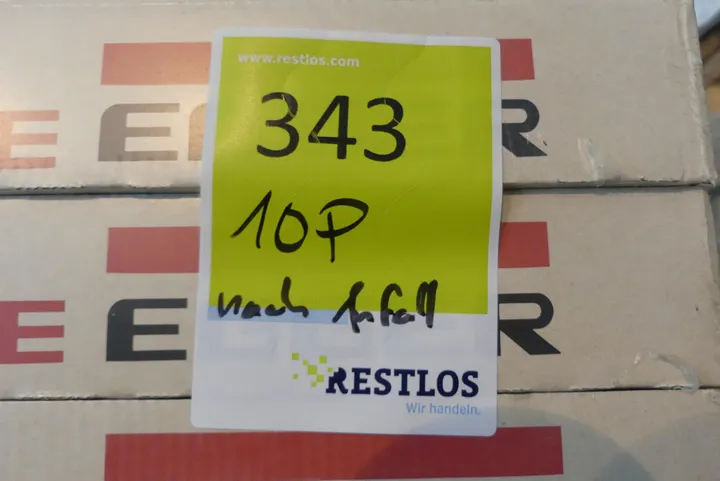 www.restlos.com
343
10P
nach Anfall
RESTLOS
Wir handeln.
E E R
E E R